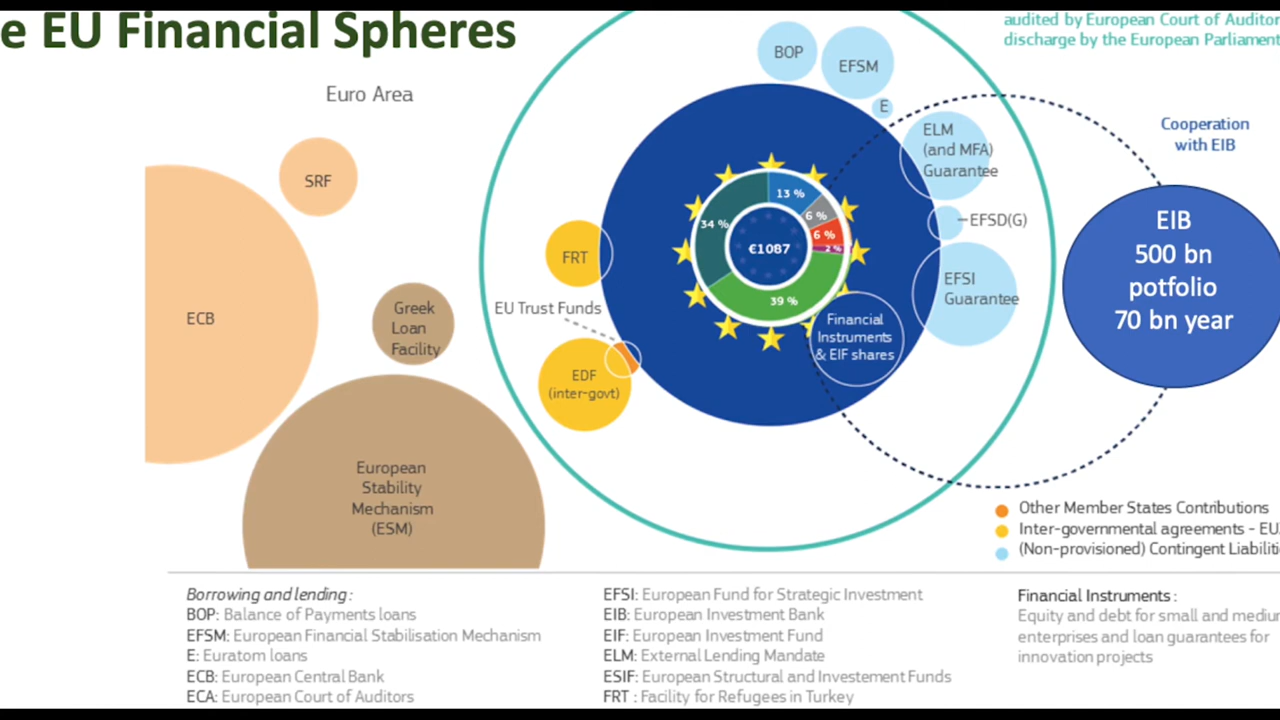 e EU Financial Spheres
audited by European Court of Auditor
discharge by the European Parliament
Euro Area
BOP
EFSM
E
ELM
(and MFA)
Guarantee
Cooperation
with EIB
SRF
13 %
6 %
6 %
2 %
34 %
39 %
€1087
EFSD(G)
EIB
500 bn
potfolio
70 bn year
FRT
EFSI
Guarantee
EU Trust Funds
ECB
Greek
Loan
Facility
Financial
Instruments
& EIF shares
EDF
(inter-govt)
European
Stability
Mechanism
(ESM)
Other Member States Contributions
Inter-governmental agreements - EU
(Non-provisioned) Contingent Liabiliti
Borrowing and lending :
BOP: Balance of Payments loans
EFSM: European Financial Stabilisation Mechanism
E: Euratom loans
ECB: European Central Bank
ECA: European Court of Auditors
EFSI: European Fund for Strategic Investment
EIB: European Investment Bank
EIF: European Investment Fund
ELM: External Lending Mandate
ESIF: European Structural and Investement Funds
FRT : Facility for Refugees in Turkey
Financial Instruments :
Equity and debt for small and mediur
enterprises and loan guarantees for
innovation projects